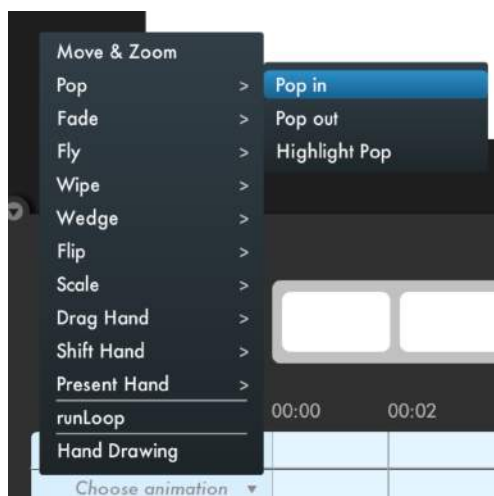 Move & Zoom
Pop >
Fade >
Fly >
Wipe >
Wedge >
Flip >
Scale >
Drag Hand >
Shift Hand >
Present Hand >
runLoop
Hand Drawing
Choose animation
Pop in
Pop out
Highlight Pop
00:00 00:02